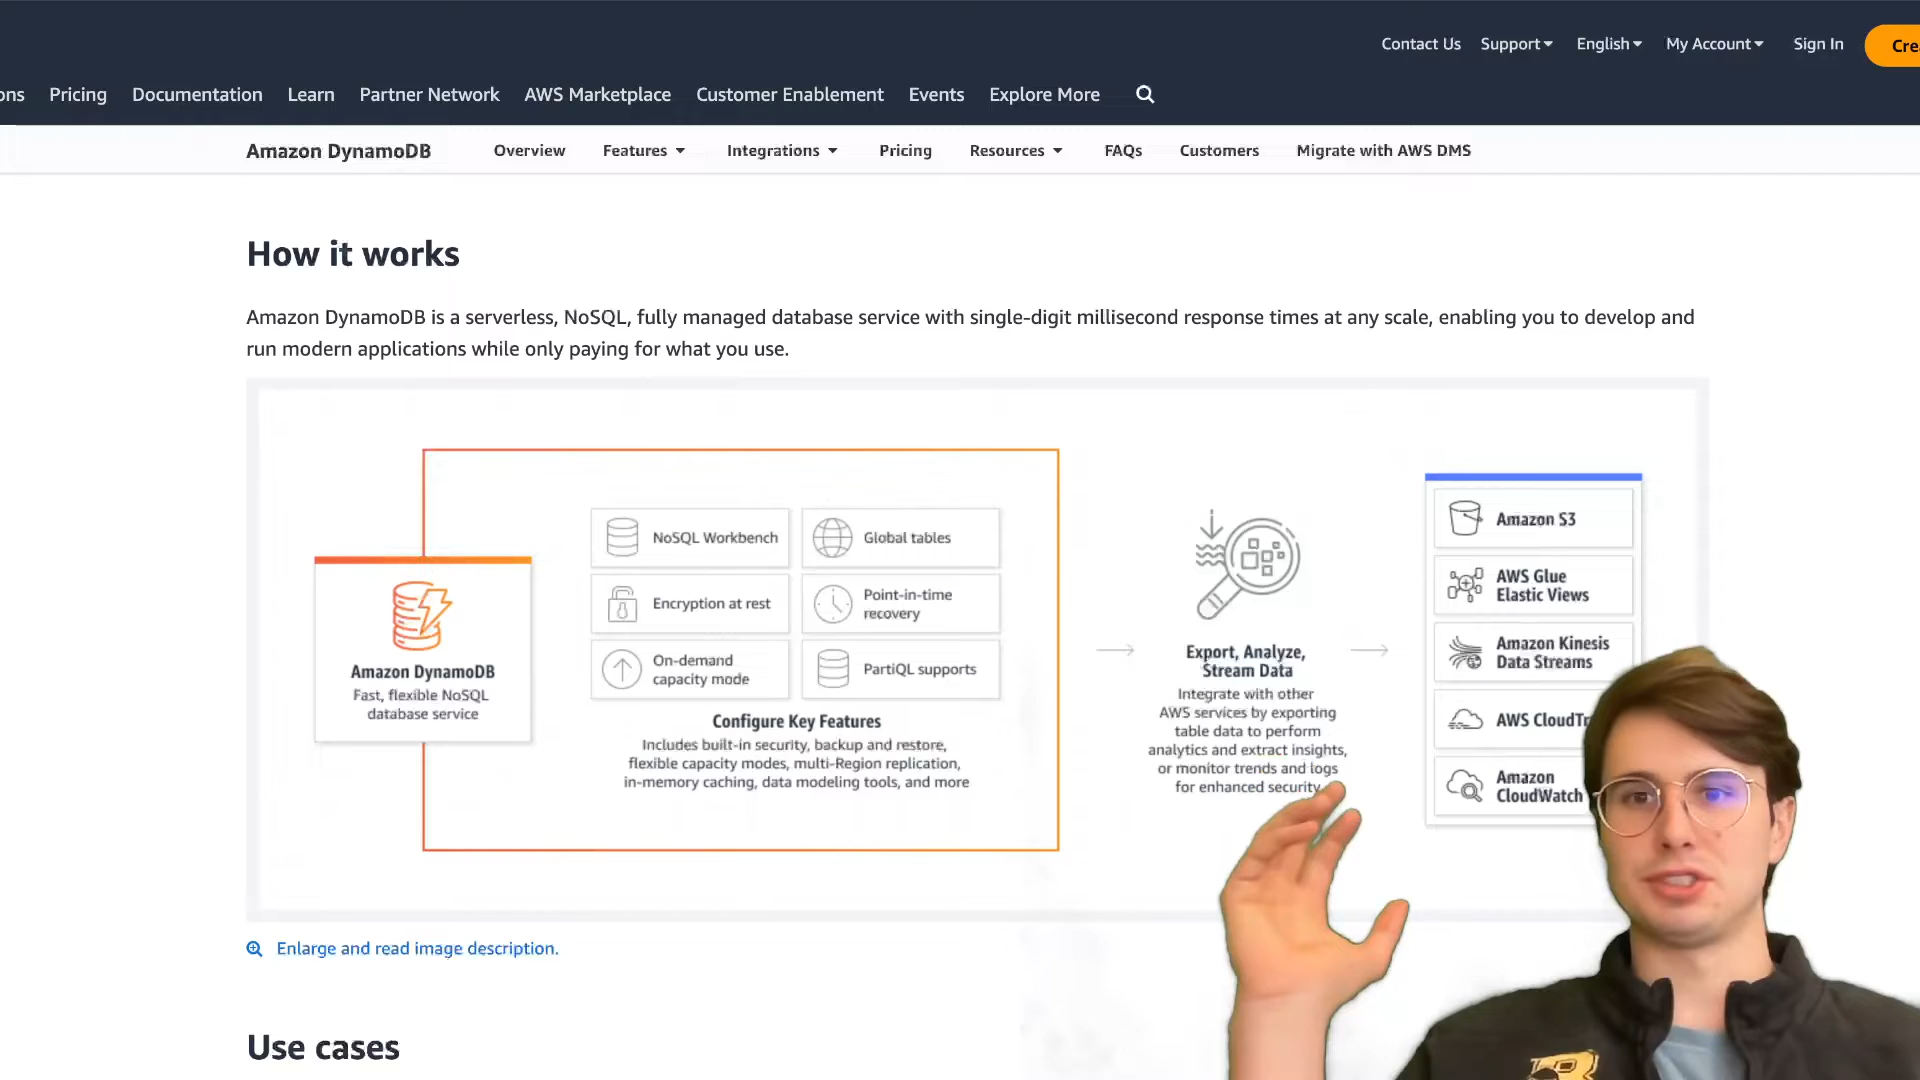 Contact Us Support English My Account Sign In
Pricing Documentation Learn Partner Network AWS Marketplace Customer Enablement Events Explore More
Amazon DynamoDB Overview Features Integrations Pricing Resources FAQs Customers Migrate with AWS DMS
How it works
Amazon DynamoDB is a serverless, NoSQL, fully managed database service with single-digit millisecond response times at any scale, enabling you to develop and
run modern applications while only paying for what you use.
Amazon DynamoDB
Fast, flexible NoSQL
database service
NoSQL Workbench
Global tables
Encryption at rest
Point-in-time
recovery
On-demand
capacity mode
PartiQL supports
Configure Key Features
Includes built-in security, backup and restore,
flexible capacity modes, multi-Region replication,
in-memory caching, data modeling tools, and more
Export, Analyze,
Stream Data
Integrate with other
AWS services by exporting
table data to perform
analytics and extract insights,
or monitor trends and logs
for enhanced security
Amazon S3
AWS Glue
Elastic Views
Amazon Kinesis
Data Streams
AWS
Amazon
CloudWatch
Enlarge and read image description.
Use cases